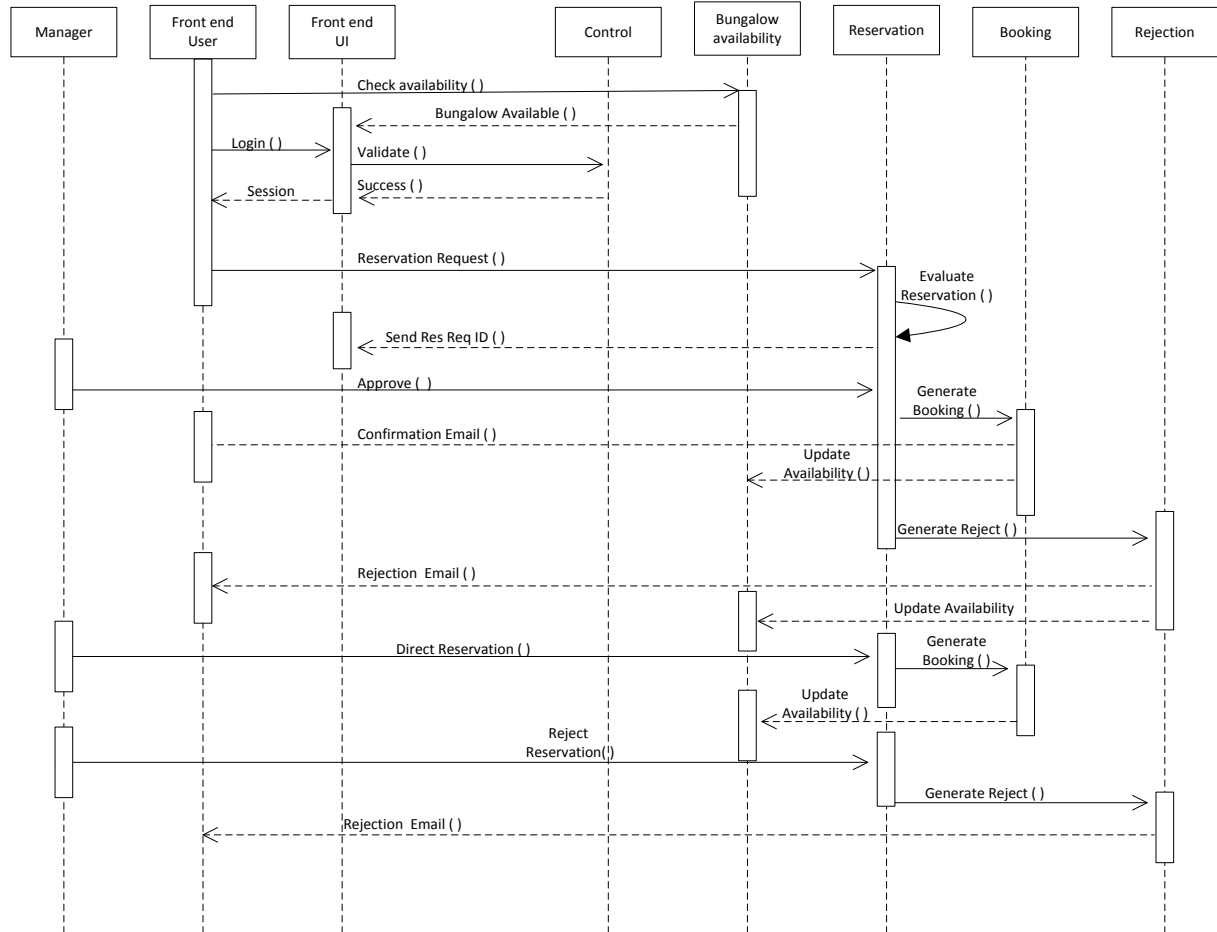 Manager
Front end
User
Front end
UI
Control
Bungalow
availability
Reservation
Booking
Rejection
Check availability ( )
Bungalow Available ( )
Login ( )
Validate ( )
Success ( )
Session
Reservation Request ( )
Evaluate
Reservation ( )
Send Res Req ID ( )
Approve (  )
Generate
Booking ( )
Confirmation Email ( )
Update
Availability ( )
Generate Reject ( )
Rejection  Email ( )
Update Availability
Direct Reservation ( )
Generate
Booking ( )
Update
Availability ( )
Reject
Reservation( )
Generate Reject ( )
Rejection  Email ( )